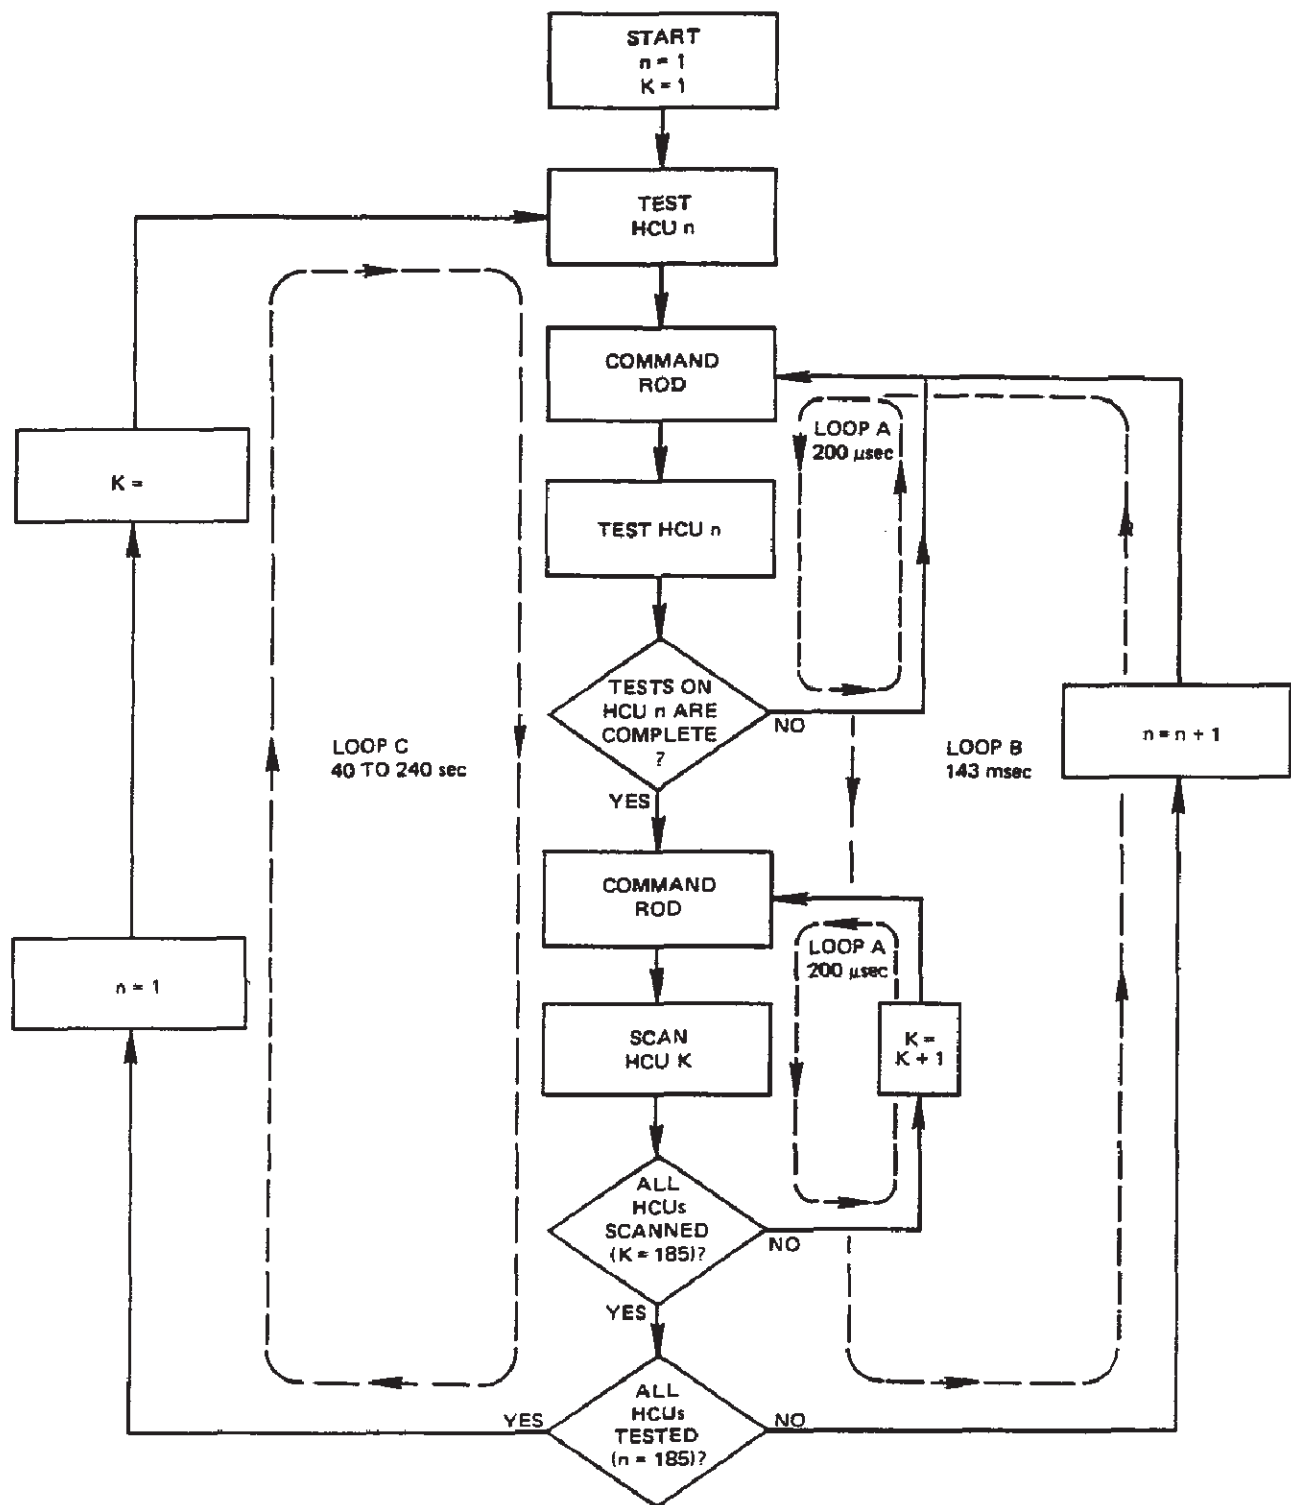 START
n = 1
K = 1
TEST
HCU n
COMMAND
ROD
LOOP A
200 μsec
K =
TEST HCU n
TESTS ON
HCU n ARE
COMPLETE
?
NO
YES
LOOP C
40 TO 240 sec
LOOP B
143 msec
n = n + 1
COMMAND
ROD
LOOP A
200 μsec
n = 1
SCAN
HCU K
K =
K + 1
ALL
HCUs
SCANNED
(K = 185)?
NO
YES
ALL
HCUs
TESTED
(n = 185)?
YES
NO